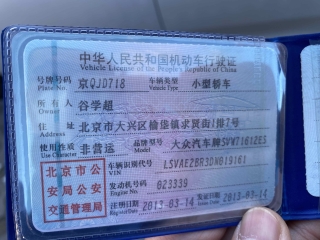 中华人民共和国机动车行驶证
Vehicle License of the People's Republic of China
号牌号码 京QJD718 车辆类型 小型轿车
Plate No. Vehicle Type
所有人 谷学超
Owner
住址 北京市大兴区榆垡镇求贤街1排7号
Address
使用性质 非营运 品牌型号 大众汽车牌SVW71612ES
Use Character Model
北京市公安局公安交通管理局
车辆识别代号
VIN
发动机号码 623339
Engine No.
注册日期 2013-03-14 发证日期 2013-03-14
Register Date Issue Date